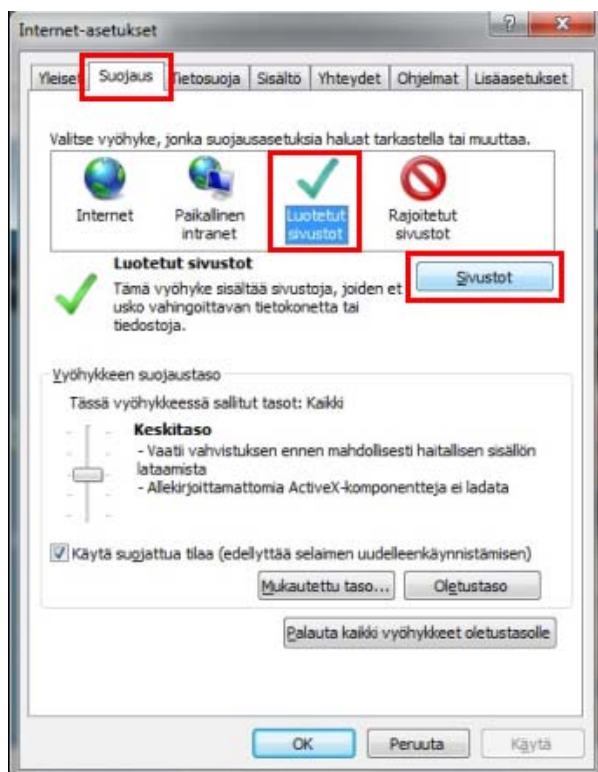 Internet-asetukset
Yleiset Suojaus Tietosuoja Sisältö Yhteydet Ohjelmat Lisäasetukset
Valitse vyöhyke, jonka suojausasetuksia haluat tarkastella tai muuttaa.
Internet
Paikallinen
intranet
Luotetut
sivustot
Rajoitetut
sivustot
Luotetut sivustot
Sivustot
Tämä vyöhyke sisältää sivustoja, joiden et
usko vahingoittavan tietokonetta tai
tiedostoja.
Vyöhykkeen suojaustaso
Tässä vyöhykkeessä sallitut tasot: Kaikki
Keskitaso
- Vaatii vahvistuksen ennen mahdollisesti haitallisen sisällön
lataamista
- Allekirjoittamattomia ActiveX-komponentteja ei ladata
Käytä suojattua tilaa (edellyttää selaimen uudelleenkäynnistämisen)
Mukautettu taso... Oletustaso
Palauta kaikki vyöhykkeet oletustasolle
OK Peruuta Käytä